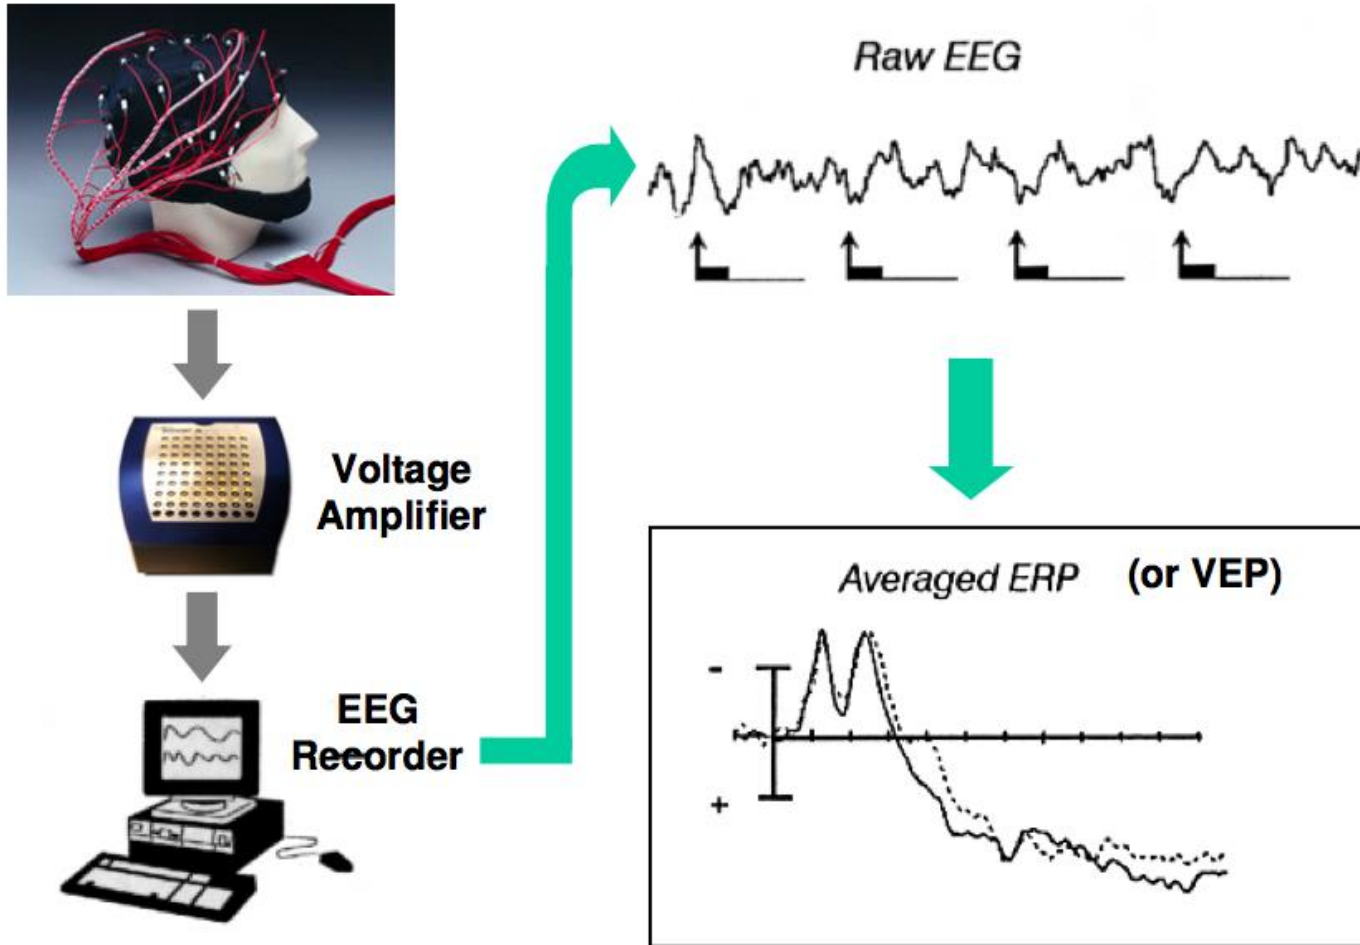 Raw EEG
Voltage
Amplifier
EEG
Recorder
Averaged ERP (or VEP)
-
+